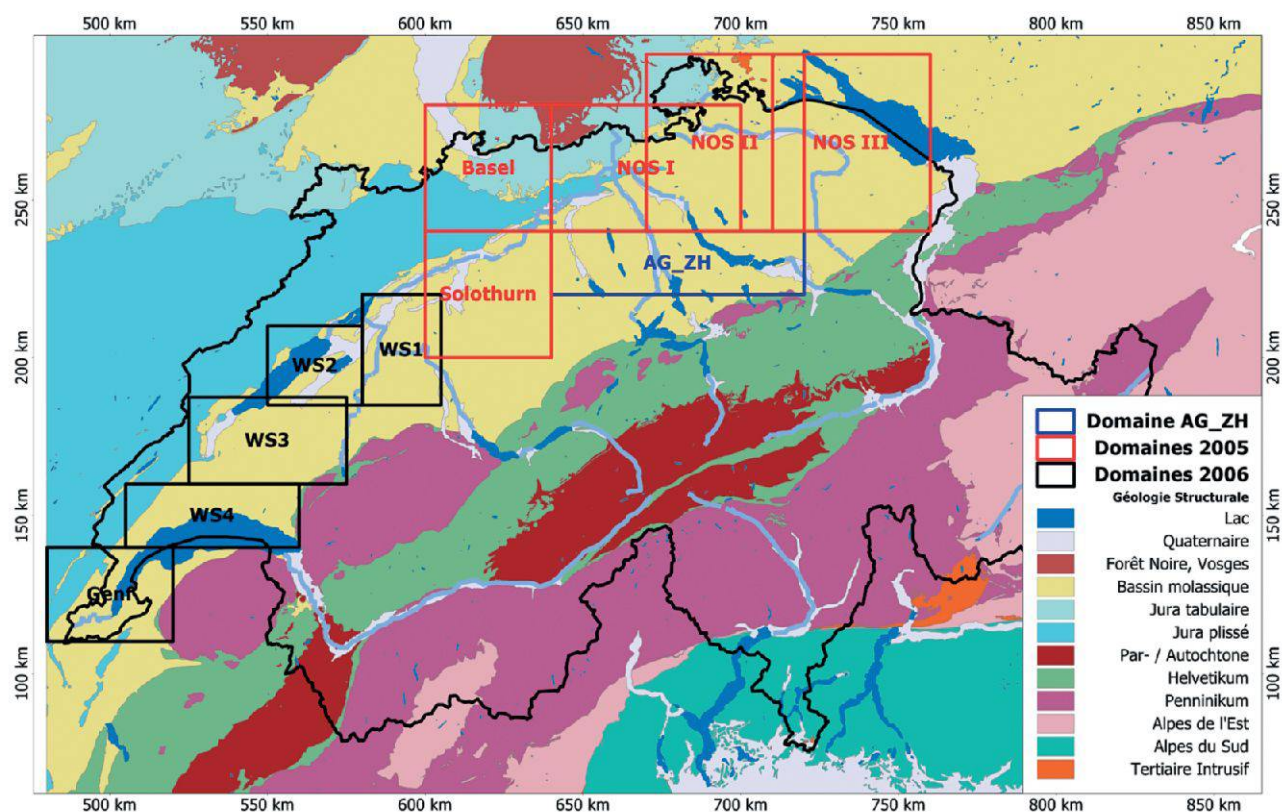 500 km 550 km 600 km 650 km 700 km 750 km 800 km 850 km
250 km
200 km
150 km
100 km
Basel
NOS I
NOS II
NOS III
AG_ZH
Solothurn
WS1
WS2
WS3
WS4
Genf
250 km
200 km
150 km
100 km
Domaine AG_ZH
Domaines 2005
Domaines 2006
Géologie Structurale
Lac
Quaternaire
Forêt Noire, Vosges
Bassin molassique
Jura tabulaire
Jura plissé
Par- / Autochtone
Helvetikum
Penninikum
Alpes de l'Est
Alpes du Sud
Tertiaire Intrusif
500 km 550 km 600 km 650 km 700 km 750 km 800 km 850 km